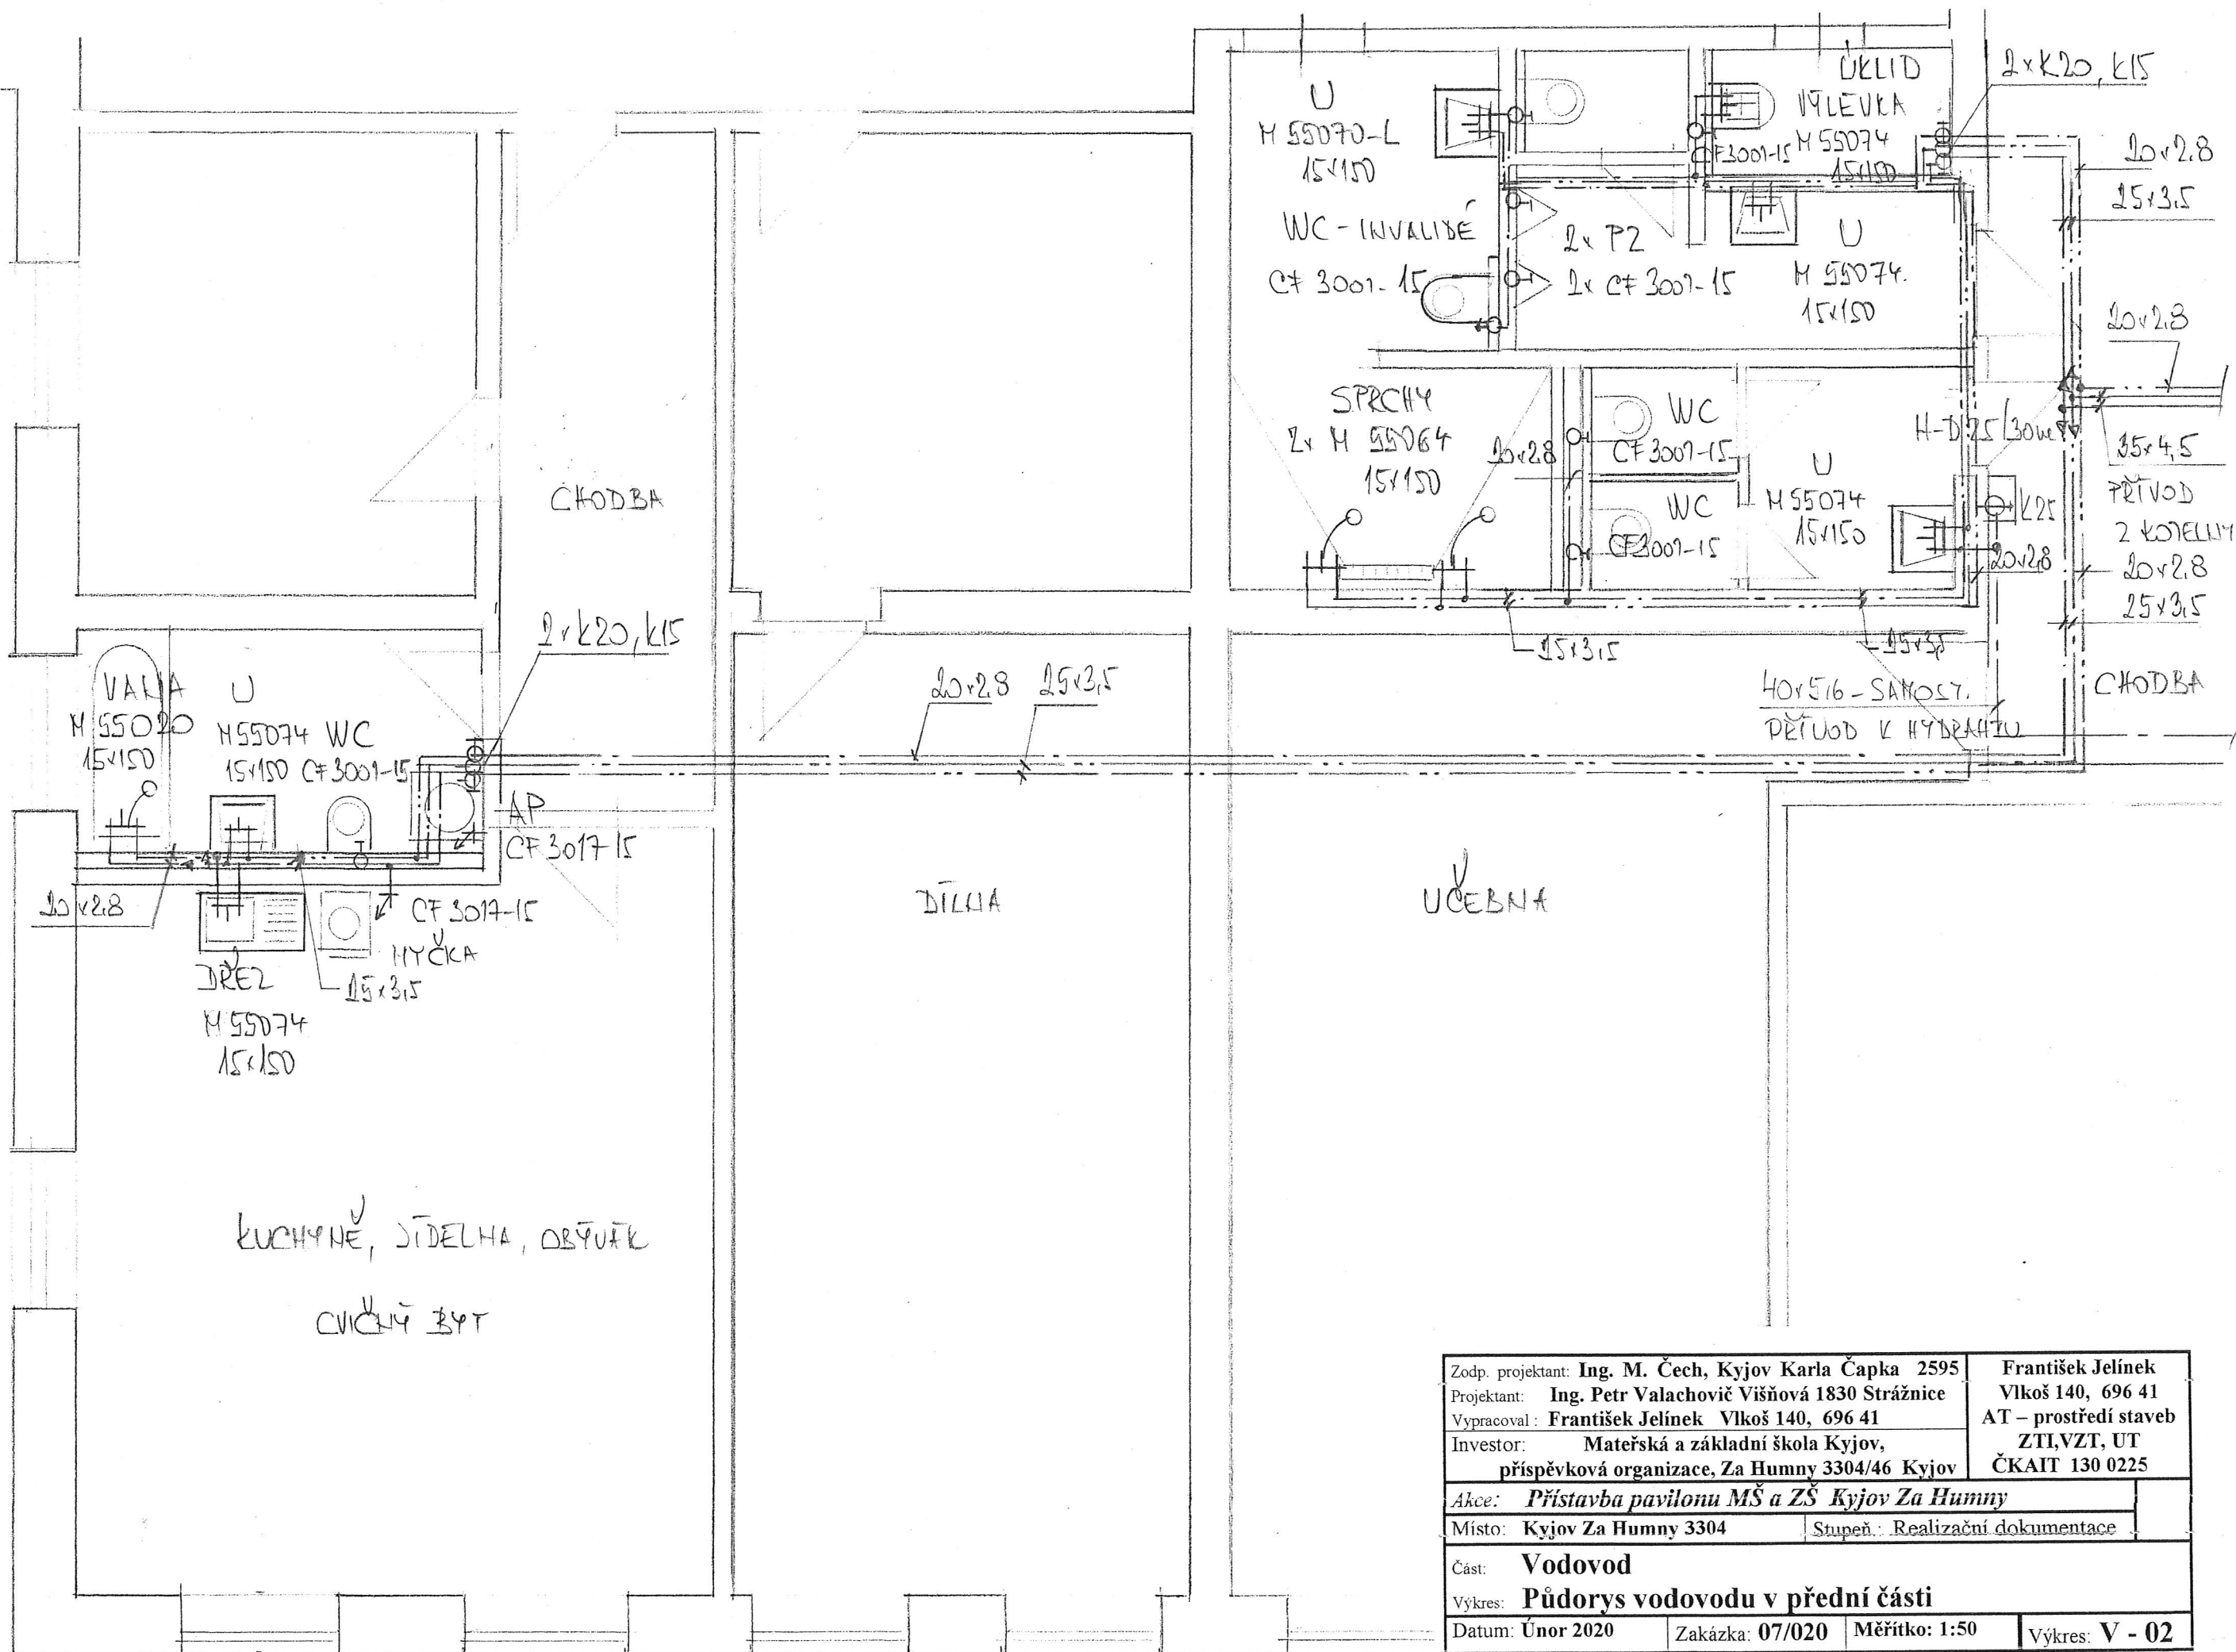 U
M 55070-L
15x150
WC - INVALIDÉ
CF 3001-15
2x P2
2x CF 3001-15
ÚKLID
VÝLEVKA
M 55074
15x150
F3001-15
U
M 55074.
15x150
2xK20, K15
20x2,8
25x3,5
20x2,8
35x4,5
PŘÍVOD
Z KOTELNY
20x2,8
25x3,5
CHODBA
SPRCHY
2x M 55064
15x150
20x2,8
WC
CF 3001-15
WC
CF3001-15
U
M 55074
15x150
K25
20x2,8
25x3,5
25x3,5
40x5,6 - SAMOST.
PŘÍVOD K HYDRANTU
CHODBA
2xK20, K15
20x2,8 25x3,5
VANA
M 55020
15x150
U
M55074 WC
15x150 CF 3001-15
AP
CF 3017-15
20x2,8
CF 3017-15
MYČKA
DŘEZ
25x3,5
M 55074
15x150
DÍLNA
UČEBNA
KUCHYNĚ, JÍDELNA, OBÝVÁK
CVIČNÝ BYT
Zodp. projektant: Ing. M. Čech, Kyjov Karla Čapka 2595
Projektant: Ing. Petr Valachovič Višňová 1830 Strážnice
Vypracoval : František Jelínek Vlkoš 140, 696 41
Investor: Mateřská a základní škola Kyjov,
příspěvková organizace, Za Humny 3304/46 Kyjov
František Jelínek
Vlkoš 140, 696 41
AT – prostředí staveb
ZTI,VZT, UT
ČKAIT 130 0225
Akce: Přístavba pavilonu MŠ a ZŠ Kyjov Za Humny
Místo: Kyjov Za Humny 3304 Stupeň.: Realizační dokumentace
Část: Vodovod
Výkres: Půdorys vodovodu v přední části
Datum: Únor 2020 Zakázka: 07/020 Měřítko: 1:50 Výkres: V - 02